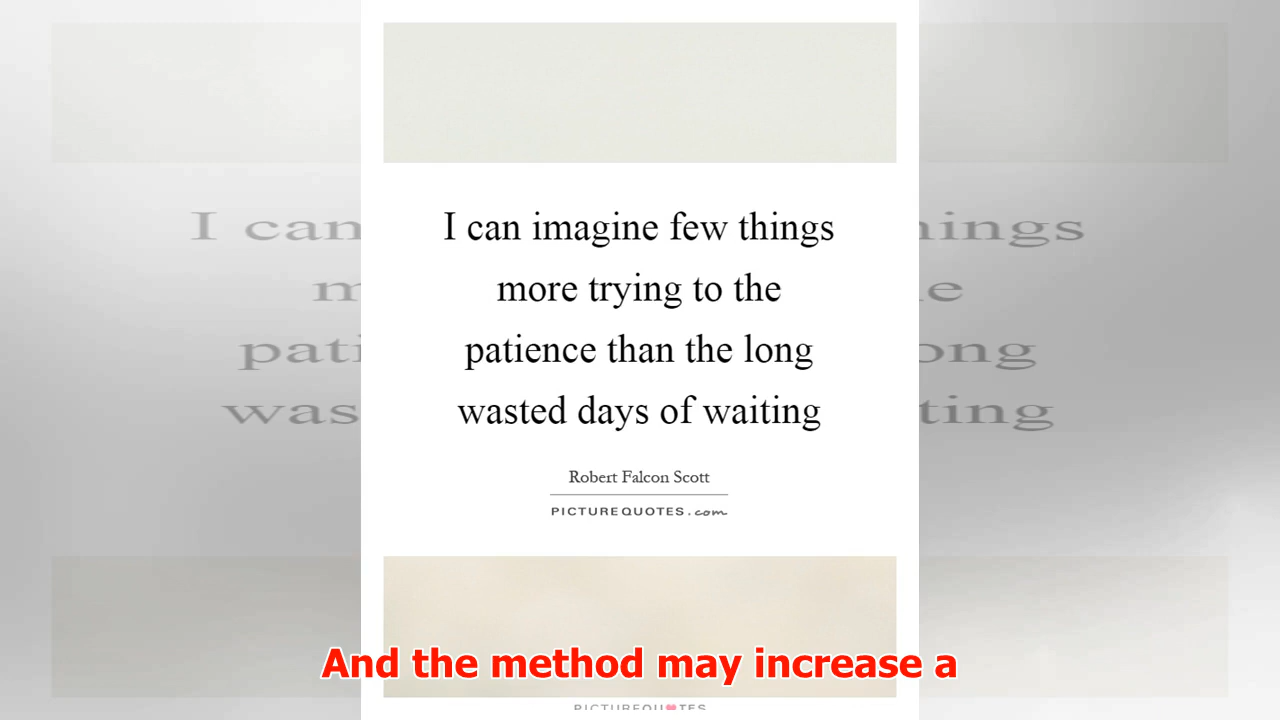 I can imagine few things
more trying to the
patience than the long
wasted days of waiting
Robert Falcon Scott
PICTUREQUOTES.com
And the method may increase a
PICTUREQUOTES